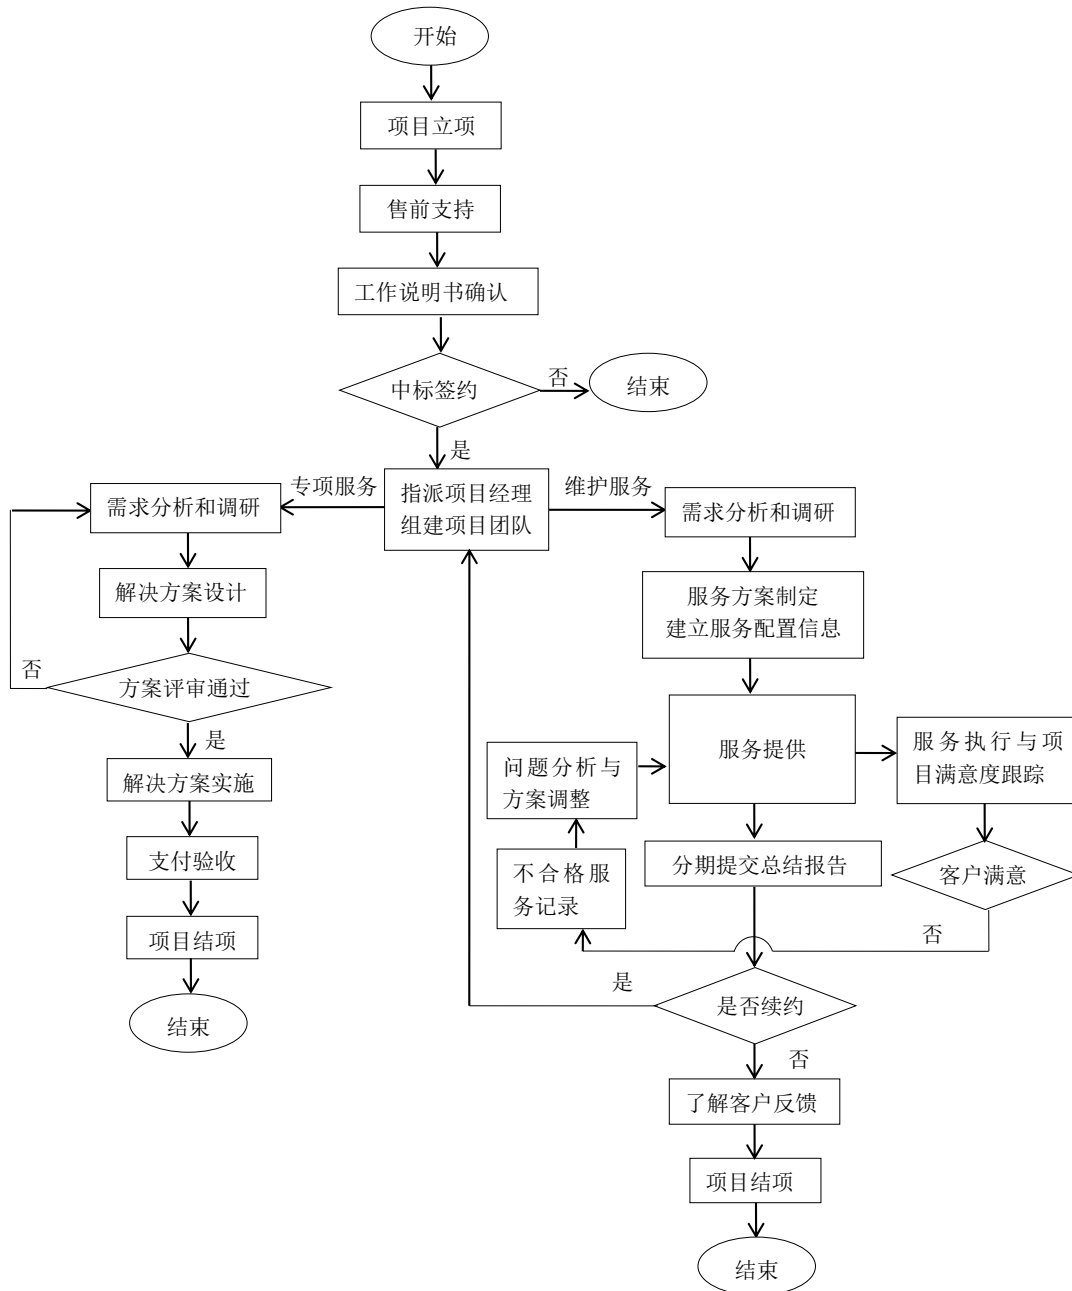 开始
项目立项
售前支持
工作说明书确认
中标签约
否
结束
是
专项服务
指派项目经理
组建项目团队
维护服务
需求分析和调研
解决方案设计
否
方案评审通过
是
解决方案实施
支付验收
项目结项
结束
需求分析和调研
服务方案制定
建立服务配置信息
服务提供
服务执行与项
目满意度跟踪
问题分析与
方案调整
分期提交总结报告
客户满意
不合格服
务记录
否
是
是否续约
否
了解客户反馈
项目结项
结束